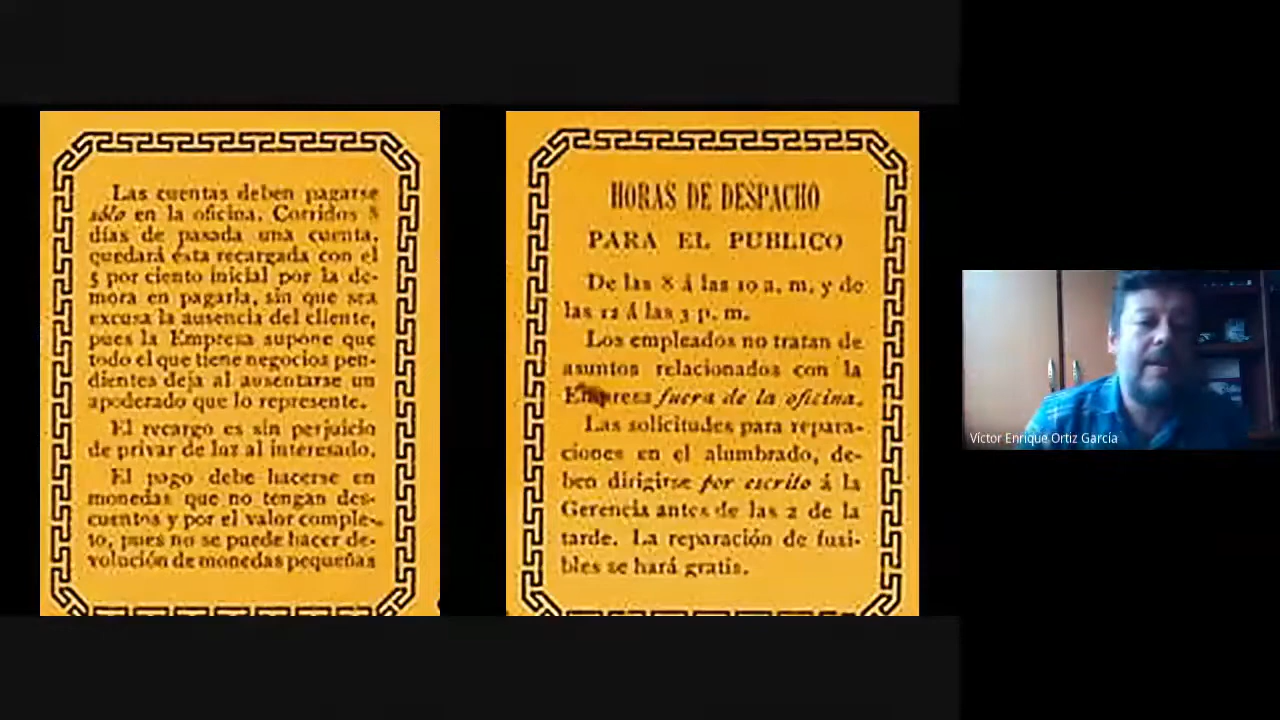 Las cuentas deben pagarse
sólo en la oficina. Corridos 8
días de pasada una cuenta,
quedará ésta recargada con el
5 por ciento inicial por la de-
mora en pagarla, sin que sea
excusa la ausencia del cliente,
pues la Empresa supone que
todo el que tiene negocios pen-
dientes deja al ausentarse un
apoderado que lo represente.
El recargo es sin perjuicio
de privar de luz al interesado.
El pago debe hacerse en
monedas que no tengan des-
cuentos y por el valor comple-
to, pues no se puede hacer de-
volución de monedas pequeñas
HORAS DE DESPACHO
PARA EL PUBLICO
De las 8 á las 10 a. m. y de
las 12 á las 3 p. m.
Los empleados no tratan de
asuntos relacionados con la
Empresa fuera de la oficina.
Las solicitudes para repara-
ciones en el alumbrado, de-
ben dirigirse por escrito á la
Gerencia antes de las 2 de la
tarde. La reparación de fusi-
bles se hará gratis.
Víctor Enrique Ortiz García